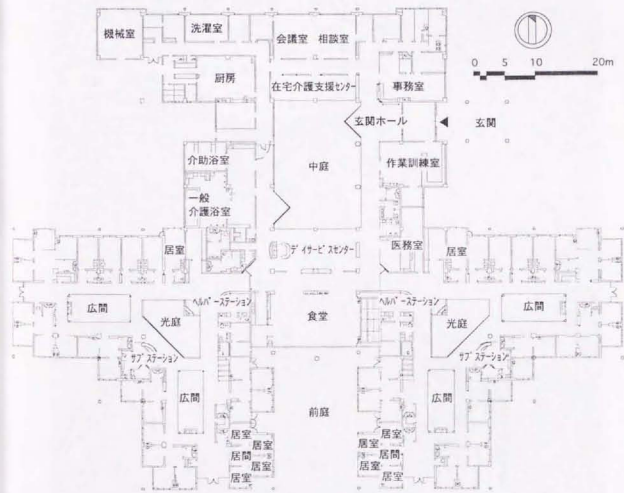 機械室
洗濯室
会議室 相談室
厨房
在宅介護支援センター
事務室
0 5 10 20m
玄関ホール
玄関
介助浴室
中庭
作業訓練室
一般
介護浴室
居室
デイサービスセンター
医務室
居室
広間
ヘルパーステーション
食堂
ヘルパーステーション
広間
光庭
光庭
サブステーション
サブステーション
広間
前庭
広間
居室
居室
居間
居室
居室
居室
居室
居間
居室
居室